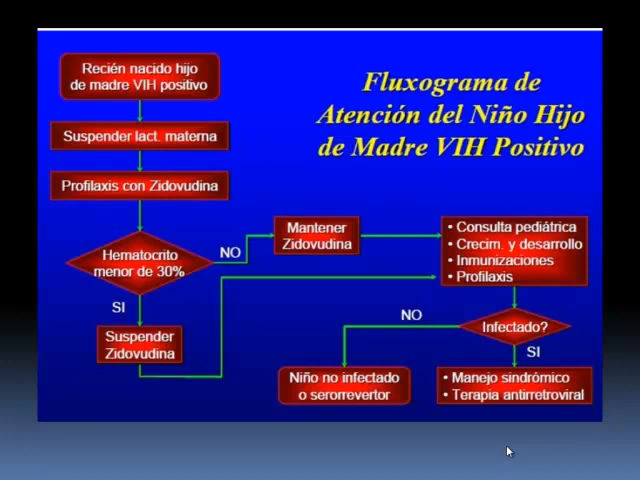 Fluxograma de
Atención del Niño Hijo
de Madre VIH Positivo
Recién nacido hijo
de madre VIH positivo
Suspender lact. materna
Profilaxis con Zidovudina
Hematocrito
menor de 30%
NO
Mantener
Zidovudina
• Consulta pediátrica
• Crecim. y desarrollo
• Inmunizaciones
• Profilaxis
SI
Suspender
Zidovudina
Infectado?
NO
SI
Niño no infectado
o serorrevertor
• Manejo sindrómico
• Terapia antirretroviral